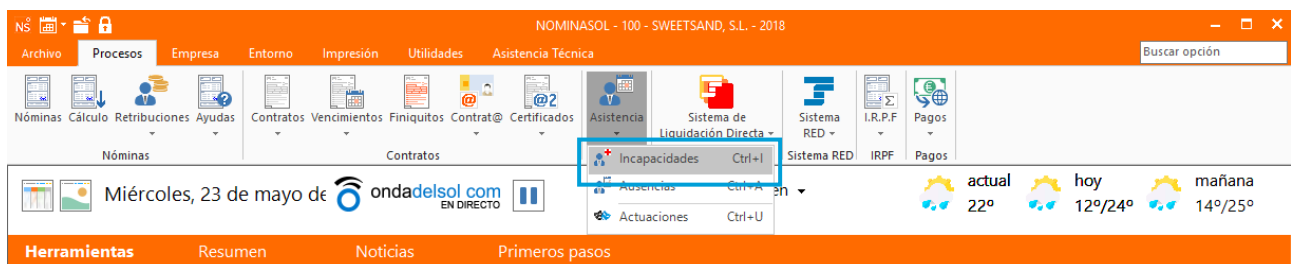 NOMINASOL - 100 - SWEETSAND, S.L. - 2018
Archivo Procesos Empresa Entorno Impresión Utilidades Asistencia Técnica Buscar opción
Nóminas Cálculo Retribuciones Ayudas Contratos Vencimientos Finiquitos Contrat@ Certificados Asistencia Sistema de Liquidación Directa Sistema RED I.R.P.F Pagos
Nóminas Contratos Sistema RED IRPF Pagos
Incapacidades Ctrl+I
Ausencias Ctrl+A
Actuaciones Ctrl+U
Miércoles, 23 de mayo de ondadelsol com
EN DIRECTO
actual hoy mañana
22º 12º/24º 14º/25º
Herramientas Resumen Noticias Primeros pasos